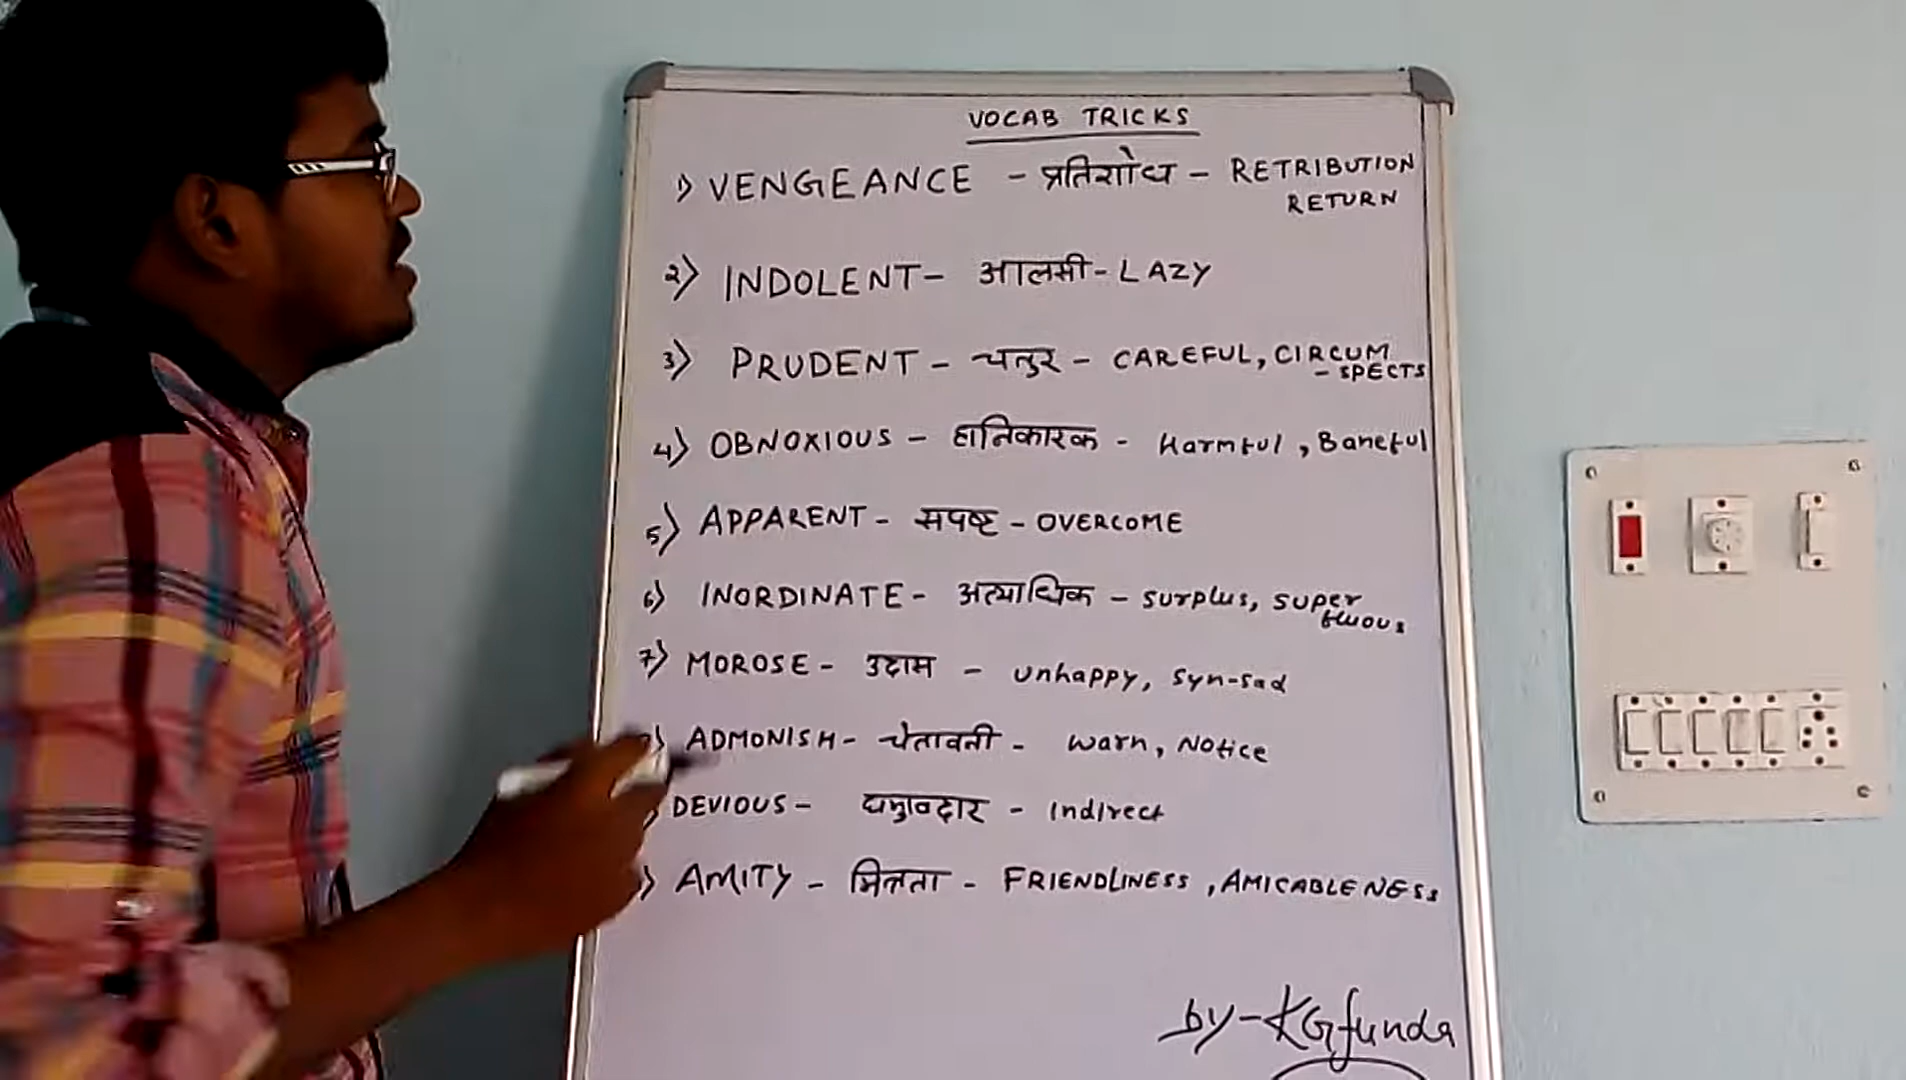 VOCAB TRICKS
1) VENGEANCE - प्रतिशोध - RETRIBUTION
RETURN
2) INDOLENT - आलसी - LAZY
3) PRUDENT - चतुर - CAREFUL, CIRCUM
- SPECTS
4) OBNOXIOUS - हानिकारक - Harmful, Baneful
5) APPARENT - सपष्ट - OVERCOME
6) INORDINATE - अत्याधिक - surplus, super
fluous
7) MOROSE - उदास - unhappy, syn-sad
) ADMONISH - चेतावनी - warn, Notice
) DEVIOUS - घुमावदार - Indirect
) AMITY - मित्रता - FRIENDLINESS, AMICABLENESS
by - KGfunda